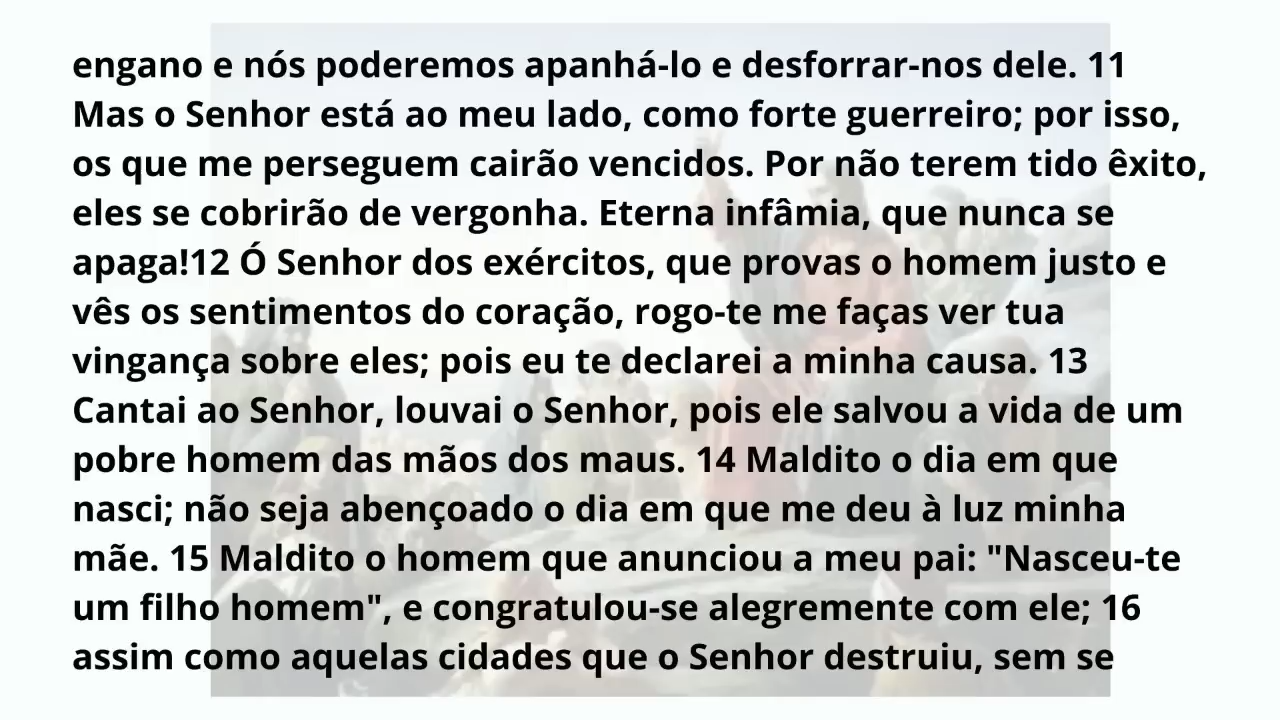 engano e nós poderemos apanhá-lo e desforrar-nos dele. 11
Mas o Senhor está ao meu lado, como forte guerreiro; por isso,
os que me perseguem cairão vencidos. Por não terem tido êxito,
eles se cobrirão de vergonha. Eterna infâmia, que nunca se
apaga!12 Ó Senhor dos exércitos, que provas o homem justo e
vês os sentimentos do coração, rogo-te me faças ver tua
vingança sobre eles; pois eu te declarei a minha causa. 13
Cantai ao Senhor, louvai o Senhor, pois ele salvou a vida de um
pobre homem das mãos dos maus. 14 Maldito o dia em que
nasci; não seja abençoado o dia em que me deu à luz minha
mãe. 15 Maldito o homem que anunciou a meu pai: "Nasceu-te
um filho homem", e congratulou-se alegremente com ele; 16
assim como aquelas cidades que o Senhor destruiu, sem se